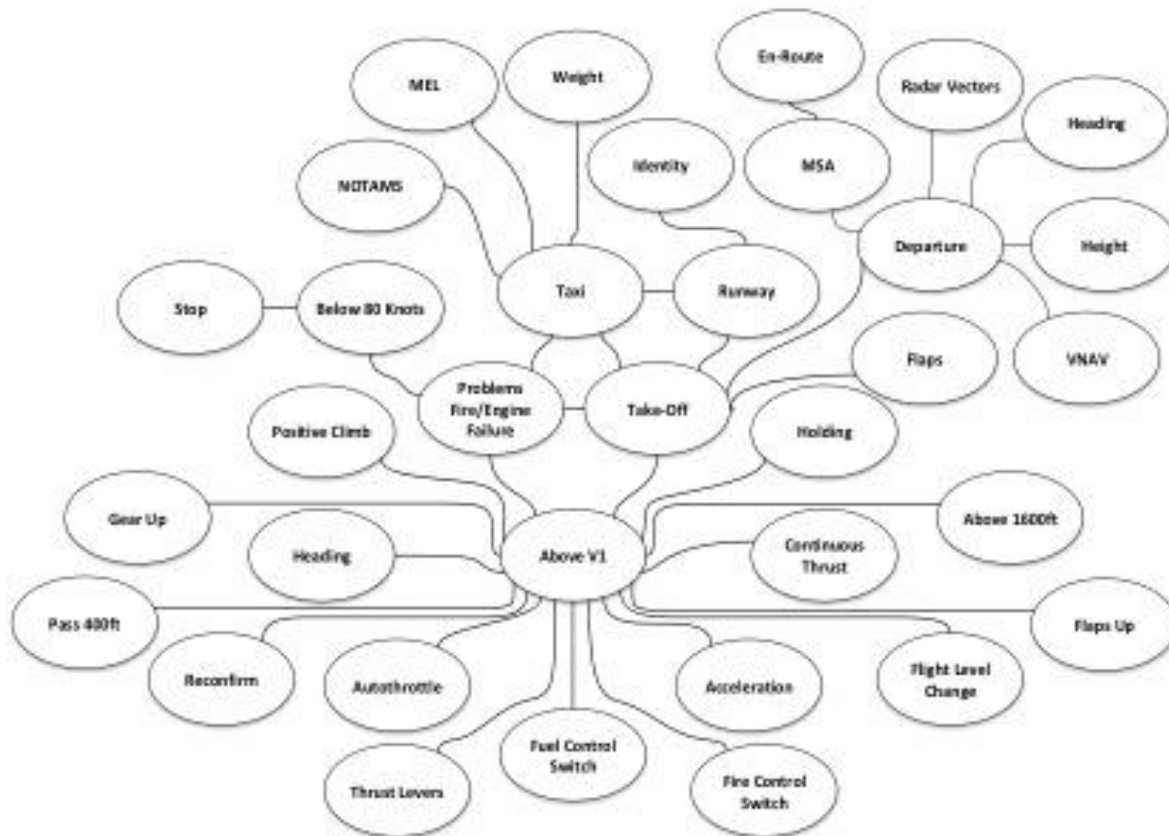 En-Route
Weight
MEL
Radar Vectors
Heading
Identity
MSA
NOTAMS
Departure
Height
Taxi
Runway
Stop
Below 80 Knots
Flaps
VNAV
Problems
Fire/Engine
Failure
Take-Off
Positive Climb
Holding
Gear Up
Above 1600ft
Heading
Above V1
Continuous
Thrust
Pass 400ft
Flaps Up
Reconfirm
Autothrottle
Acceleration
Flight Level
Change
Fuel Control
Switch
Thrust Levers
Fire Control
Switch